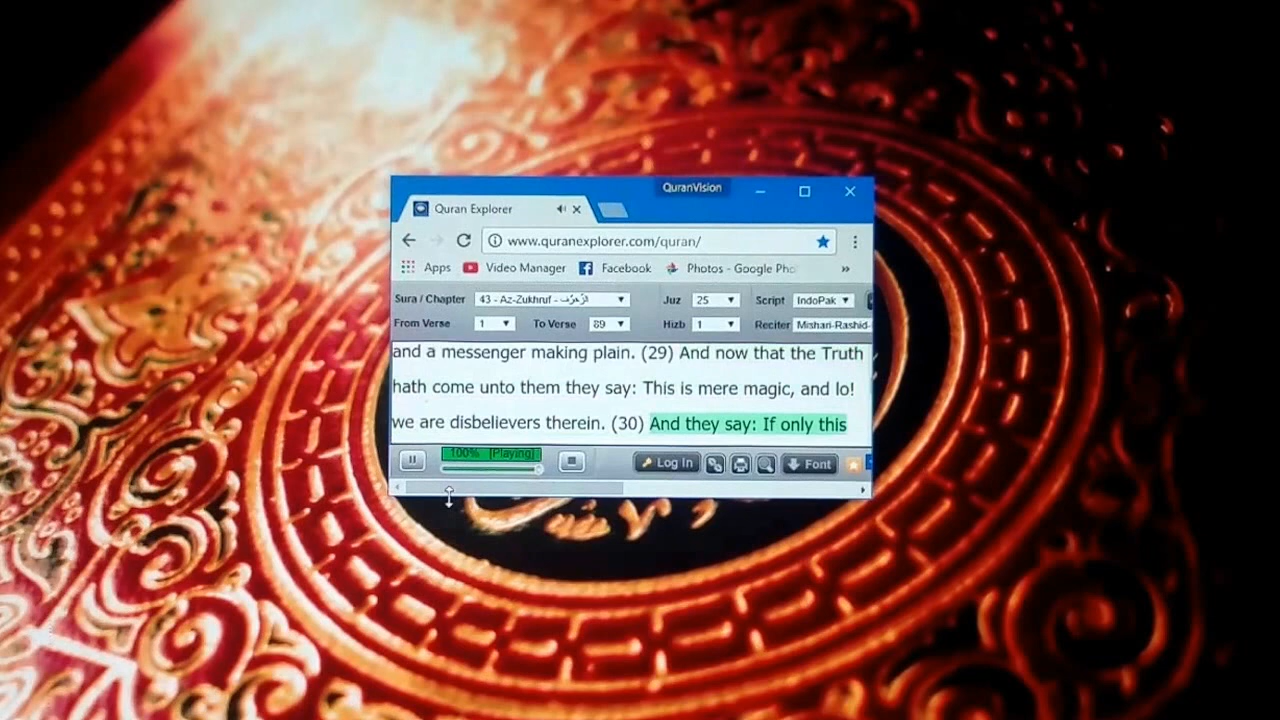 QuranVision
Quran Explorer
www.quranexplorer.com/quran/
Apps Video Manager Facebook Photos - Google Pho
Sura / Chapter 43 - Az-Zukhruf - الزخرف Juz 25 Script IndoPak
From Verse 1 To Verse 89 Hizb 1 Reciter Mishari-Rashid-
and a messenger making plain. (29) And now that the Truth
hath come unto them they say: This is mere magic, and lo!
we are disbelievers therein. (30) And they say: If only this
100% [Playing] Log In Font